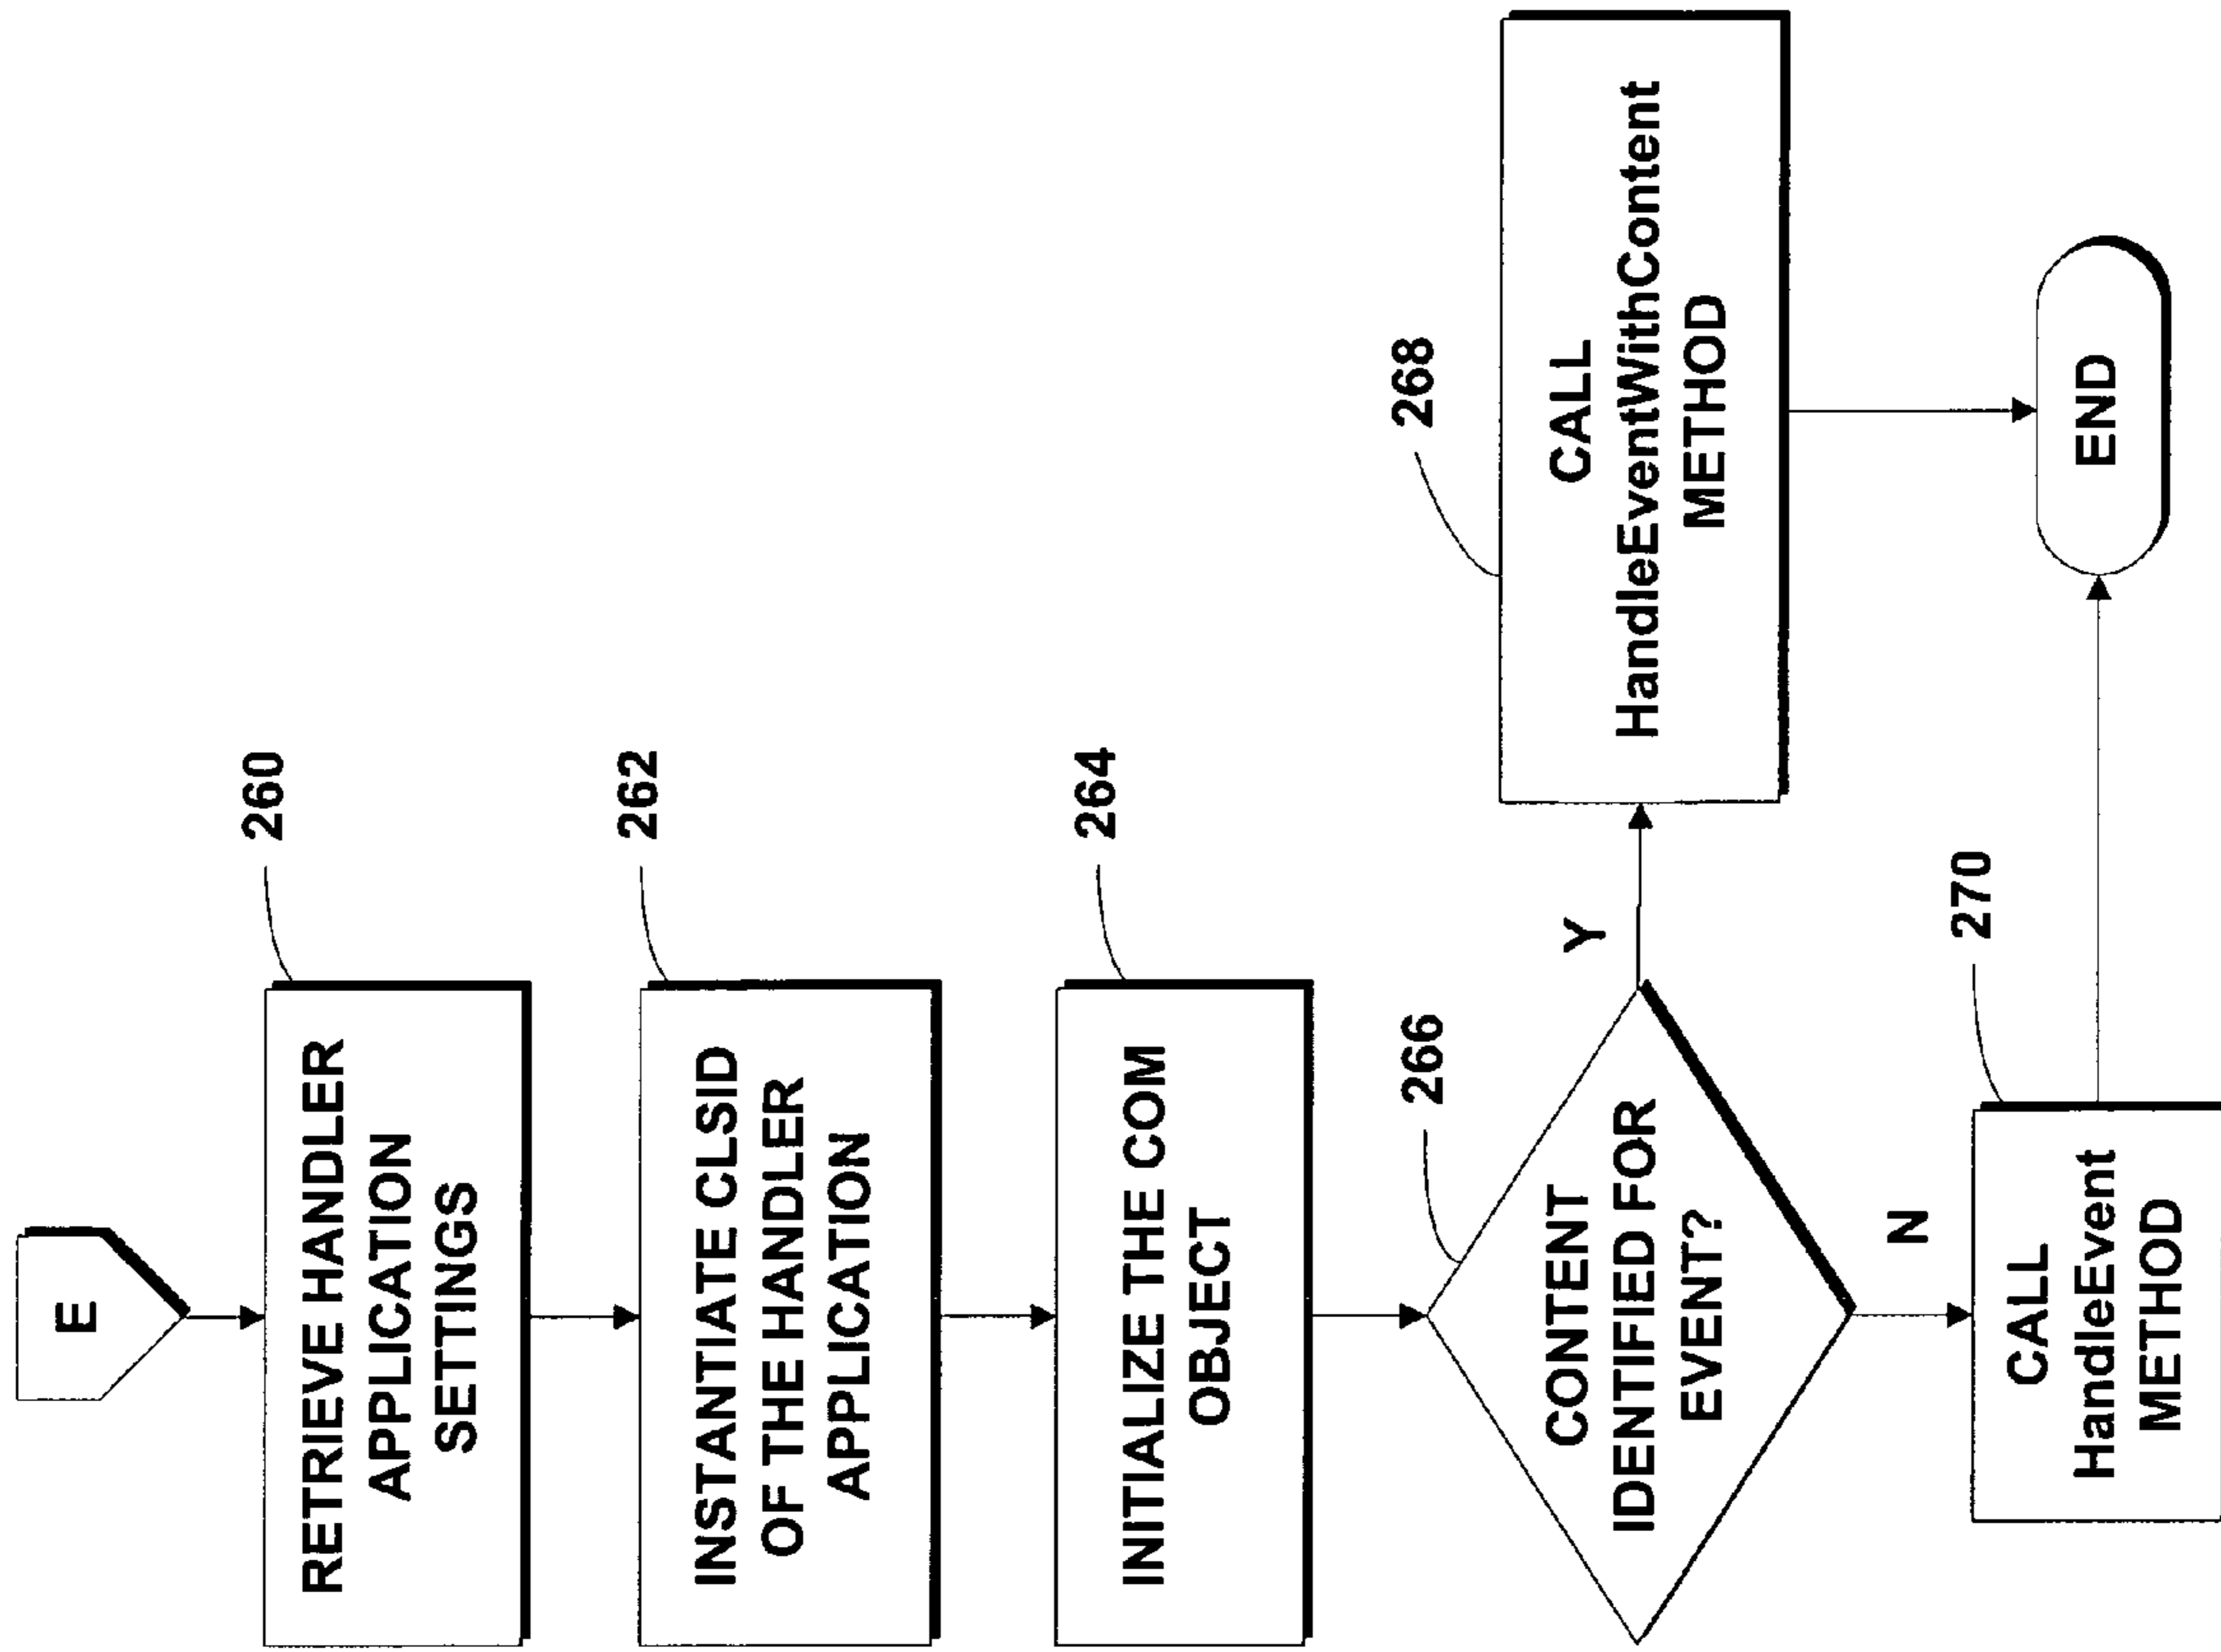 E
260
RETRIEVE HANDLER
APPLICATION
SETTINGS
262
INSTANTIATE CLSID
OF THE HANDLER
APPLICATION
264
INITIALIZE THE COM
OBJECT
266
CONTENT
IDENTIFIED FOR
EVENT?
Y
268
CALL
HandleEventWithContent
METHOD
N
270
CALL
HandleEvent
METHOD
END